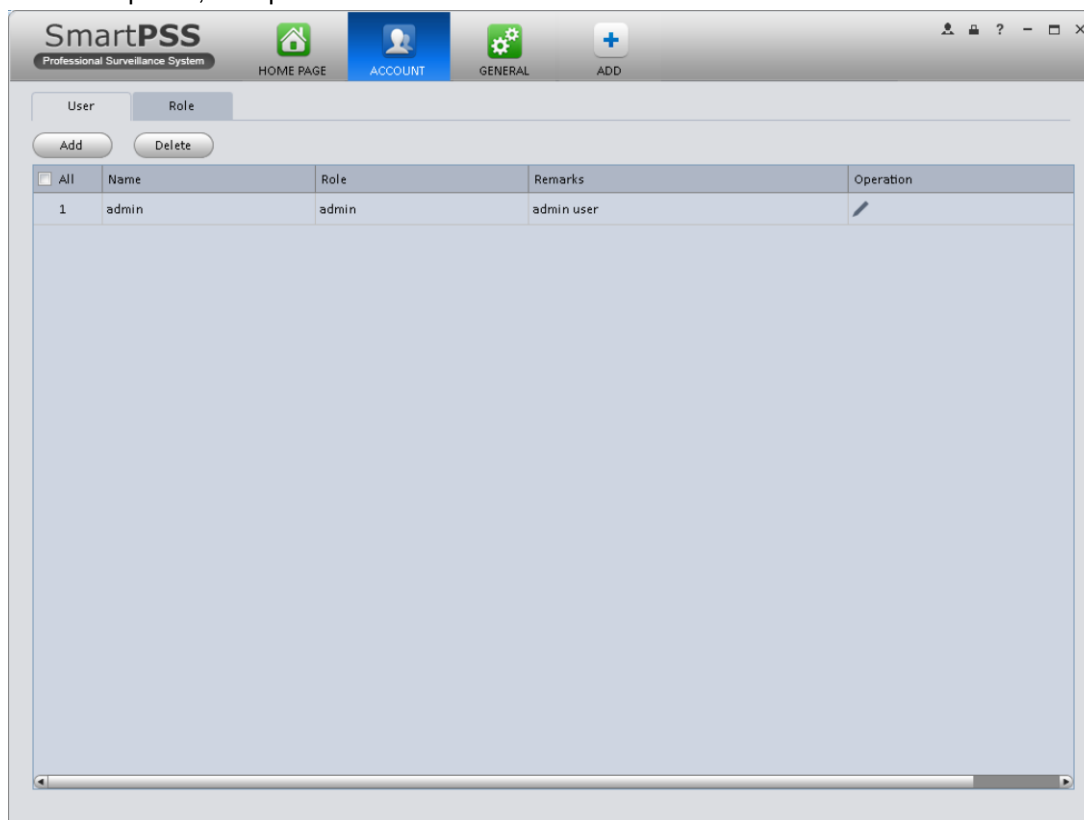 SmartPSS
Professional Surveillance System
HOME PAGE ACCOUNT GENERAL ADD
?
User Role
Add Delete
All Name Role Remarks Operation
1 admin admin admin user